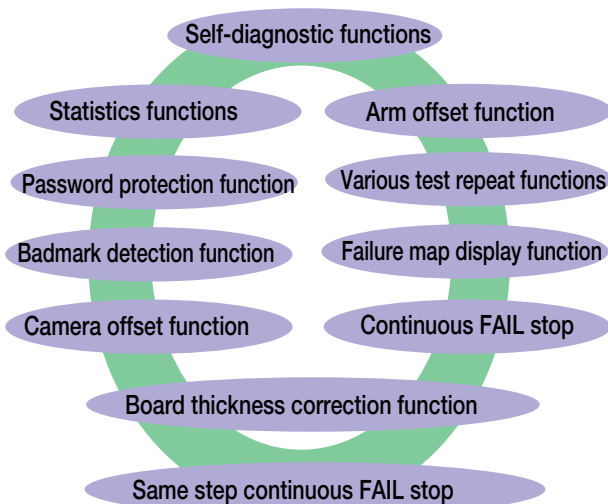 Self-diagnostic functions
Statistics functions
Arm offset function
Password protection function
Various test repeat functions
Badmark detection function
Failure map display function
Camera offset function
Continuous FAIL stop
Board thickness correction function
Same step continuous FAIL stop